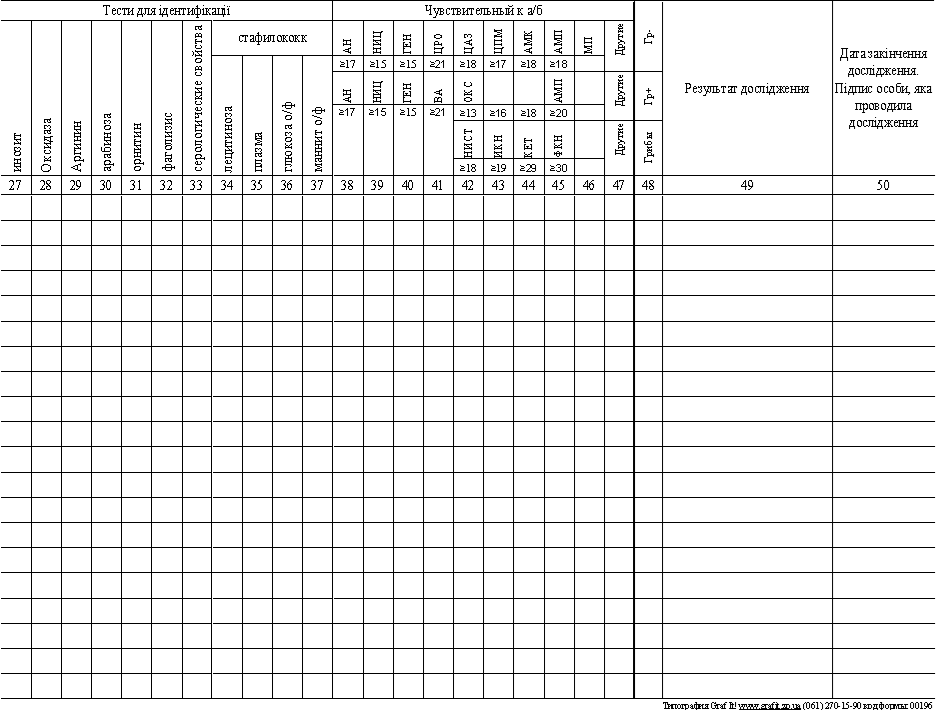 Тести для ідентифікації
Чувствительный к а/б
стафилококк
инозит
Оксидаза
Аргинин
арабиноза
орнитин
фаголизис
серологические свойства
лецитиноза
плазма
глюкоза о/ф
маннит о/ф
АН НИЦ ГЕН ЦРО ЦАЗ ЦПМ АМК АМП МП Другие Гр-
≥17 ≥15 ≥15 ≥21 ≥18 ≥17 ≥18 ≥18
АН НИЦ ГЕН ВА ОКС АМП Другие Гр+
≥17 ≥15 ≥15 ≥21 ≥13 ≥16 ≥18 ≥20
НИСТ ИКН КЕТ ФКН Другие Грибы
≥18 ≥19 ≥29 ≥30
Результат дослідження
Дата закінчення
дослідження.
Підпис особи, яка
проводила
дослідження
27 28 29 30 31 32 33 34 35 36 37 38 39 40 41 42 43 44 45 46 47 48 49 50
Типография Graf It! www.grafit.zp.ua (061) 270-15-90 код формы: 00196